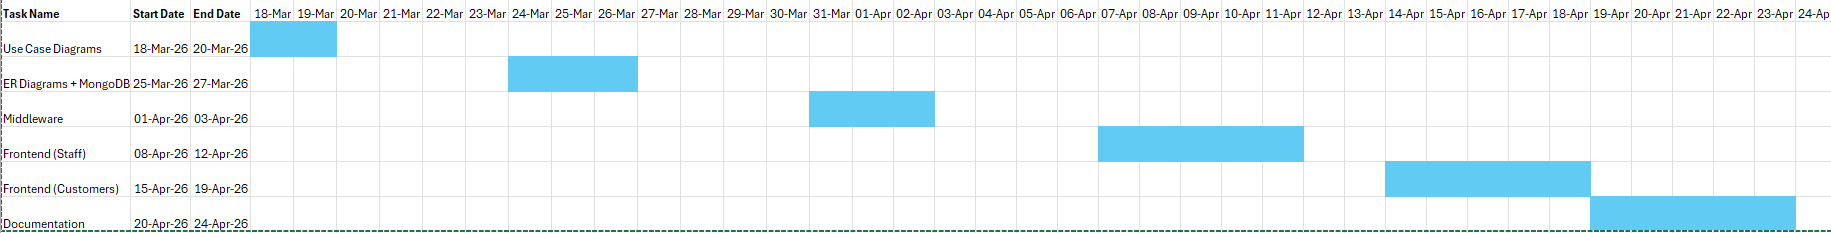 Task Name Start Date End Date 18-Mar 19-Mar 20-Mar 21-Mar 22-Mar 23-Mar 24-Mar 25-Mar 26-Mar 27-Mar 28-Mar 29-Mar 30-Mar 31-Mar 01-Apr 02-Apr 03-Apr 04-Apr 05-Apr 06-Apr 07-Apr 08-Apr 09-Apr 10-Apr 11-Apr 12-Apr 13-Apr 14-Apr 15-Apr 16-Apr 17-Apr 18-Apr 19-Apr 20-Apr 21-Apr 22-Apr 23-Apr 24-Ap
Use Case Diagrams 18-Mar-26 20-Mar-26
ER Diagrams + MongoDB 25-Mar-26 27-Mar-26
Middleware 01-Apr-26 03-Apr-26
Frontend (Staff) 08-Apr-26 12-Apr-26
Frontend (Customers) 15-Apr-26 19-Apr-26
Documentation 20-Apr-26 24-Apr-26